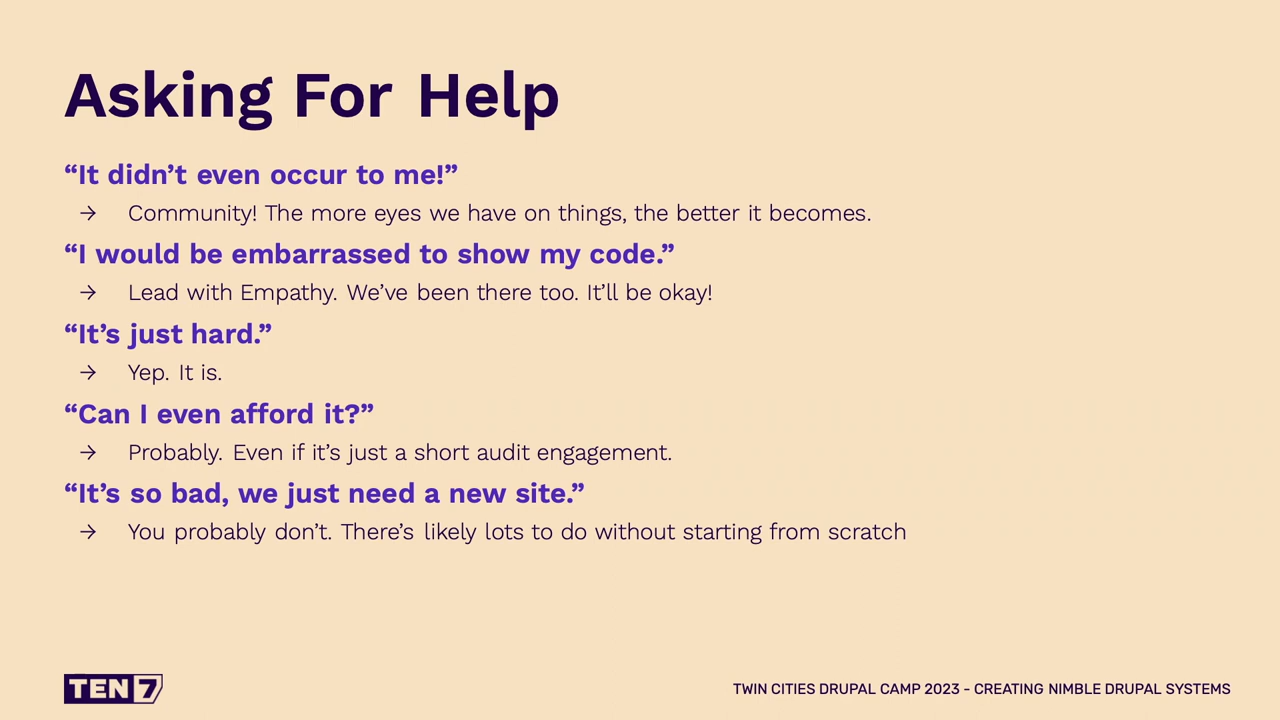 Asking For Help
“It didn’t even occur to me!”
→ Community! The more eyes we have on things, the better it becomes.
“I would be embarrassed to show my code.”
→ Lead with Empathy. We’ve been there too. It’ll be okay!
“It’s just hard.”
→ Yep. It is.
“Can I even afford it?”
→ Probably. Even if it’s just a short audit engagement.
“It’s so bad, we just need a new site.”
→ You probably don’t. There’s likely lots to do without starting from scratch
TEN7
TWIN CITIES DRUPAL CAMP 2023 - CREATING NIMBLE DRUPAL SYSTEMS